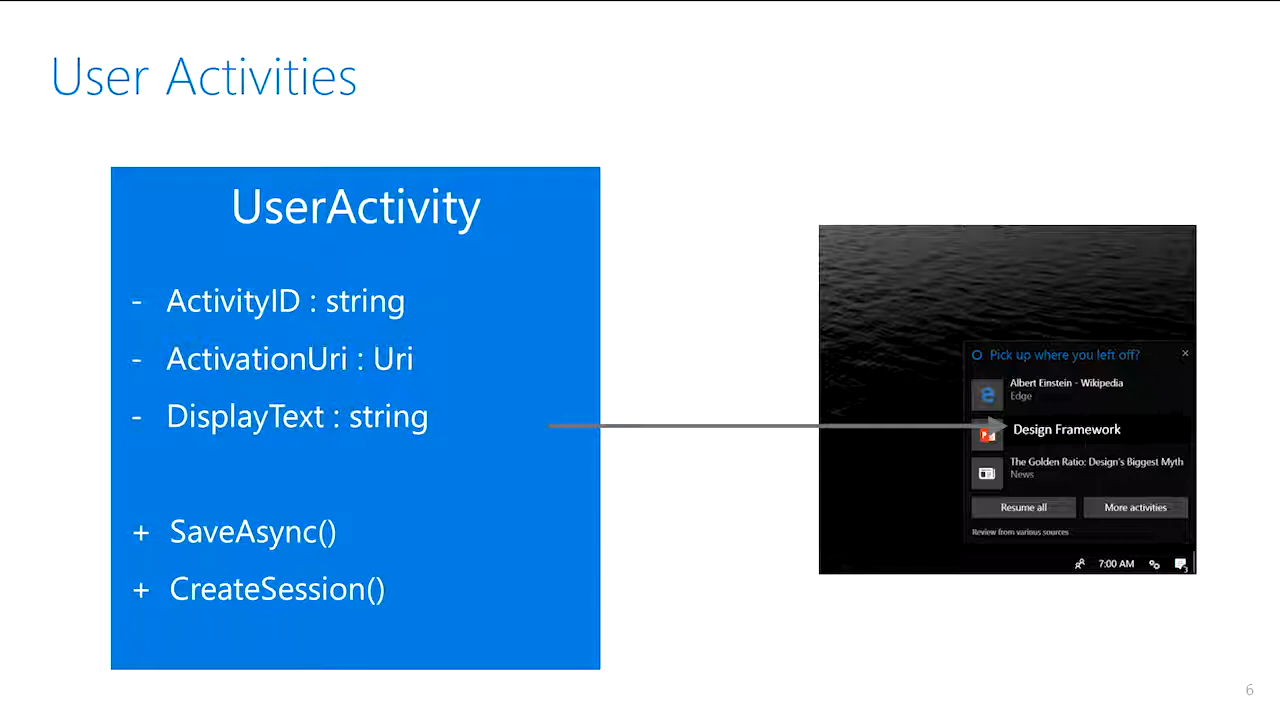 User Activities
UserActivity
- ActivityID : string
- ActivationUri : Uri
- DisplayText : string
+ SaveAsync()
+ CreateSession()
Pick up where you left off?
Albert Einstein - Wikipedia
Edge
Design Framework
The Golden Ratio: Design's Biggest Myth
News
Resume all
More activities
Review from various sources
7:00 AM
3
6